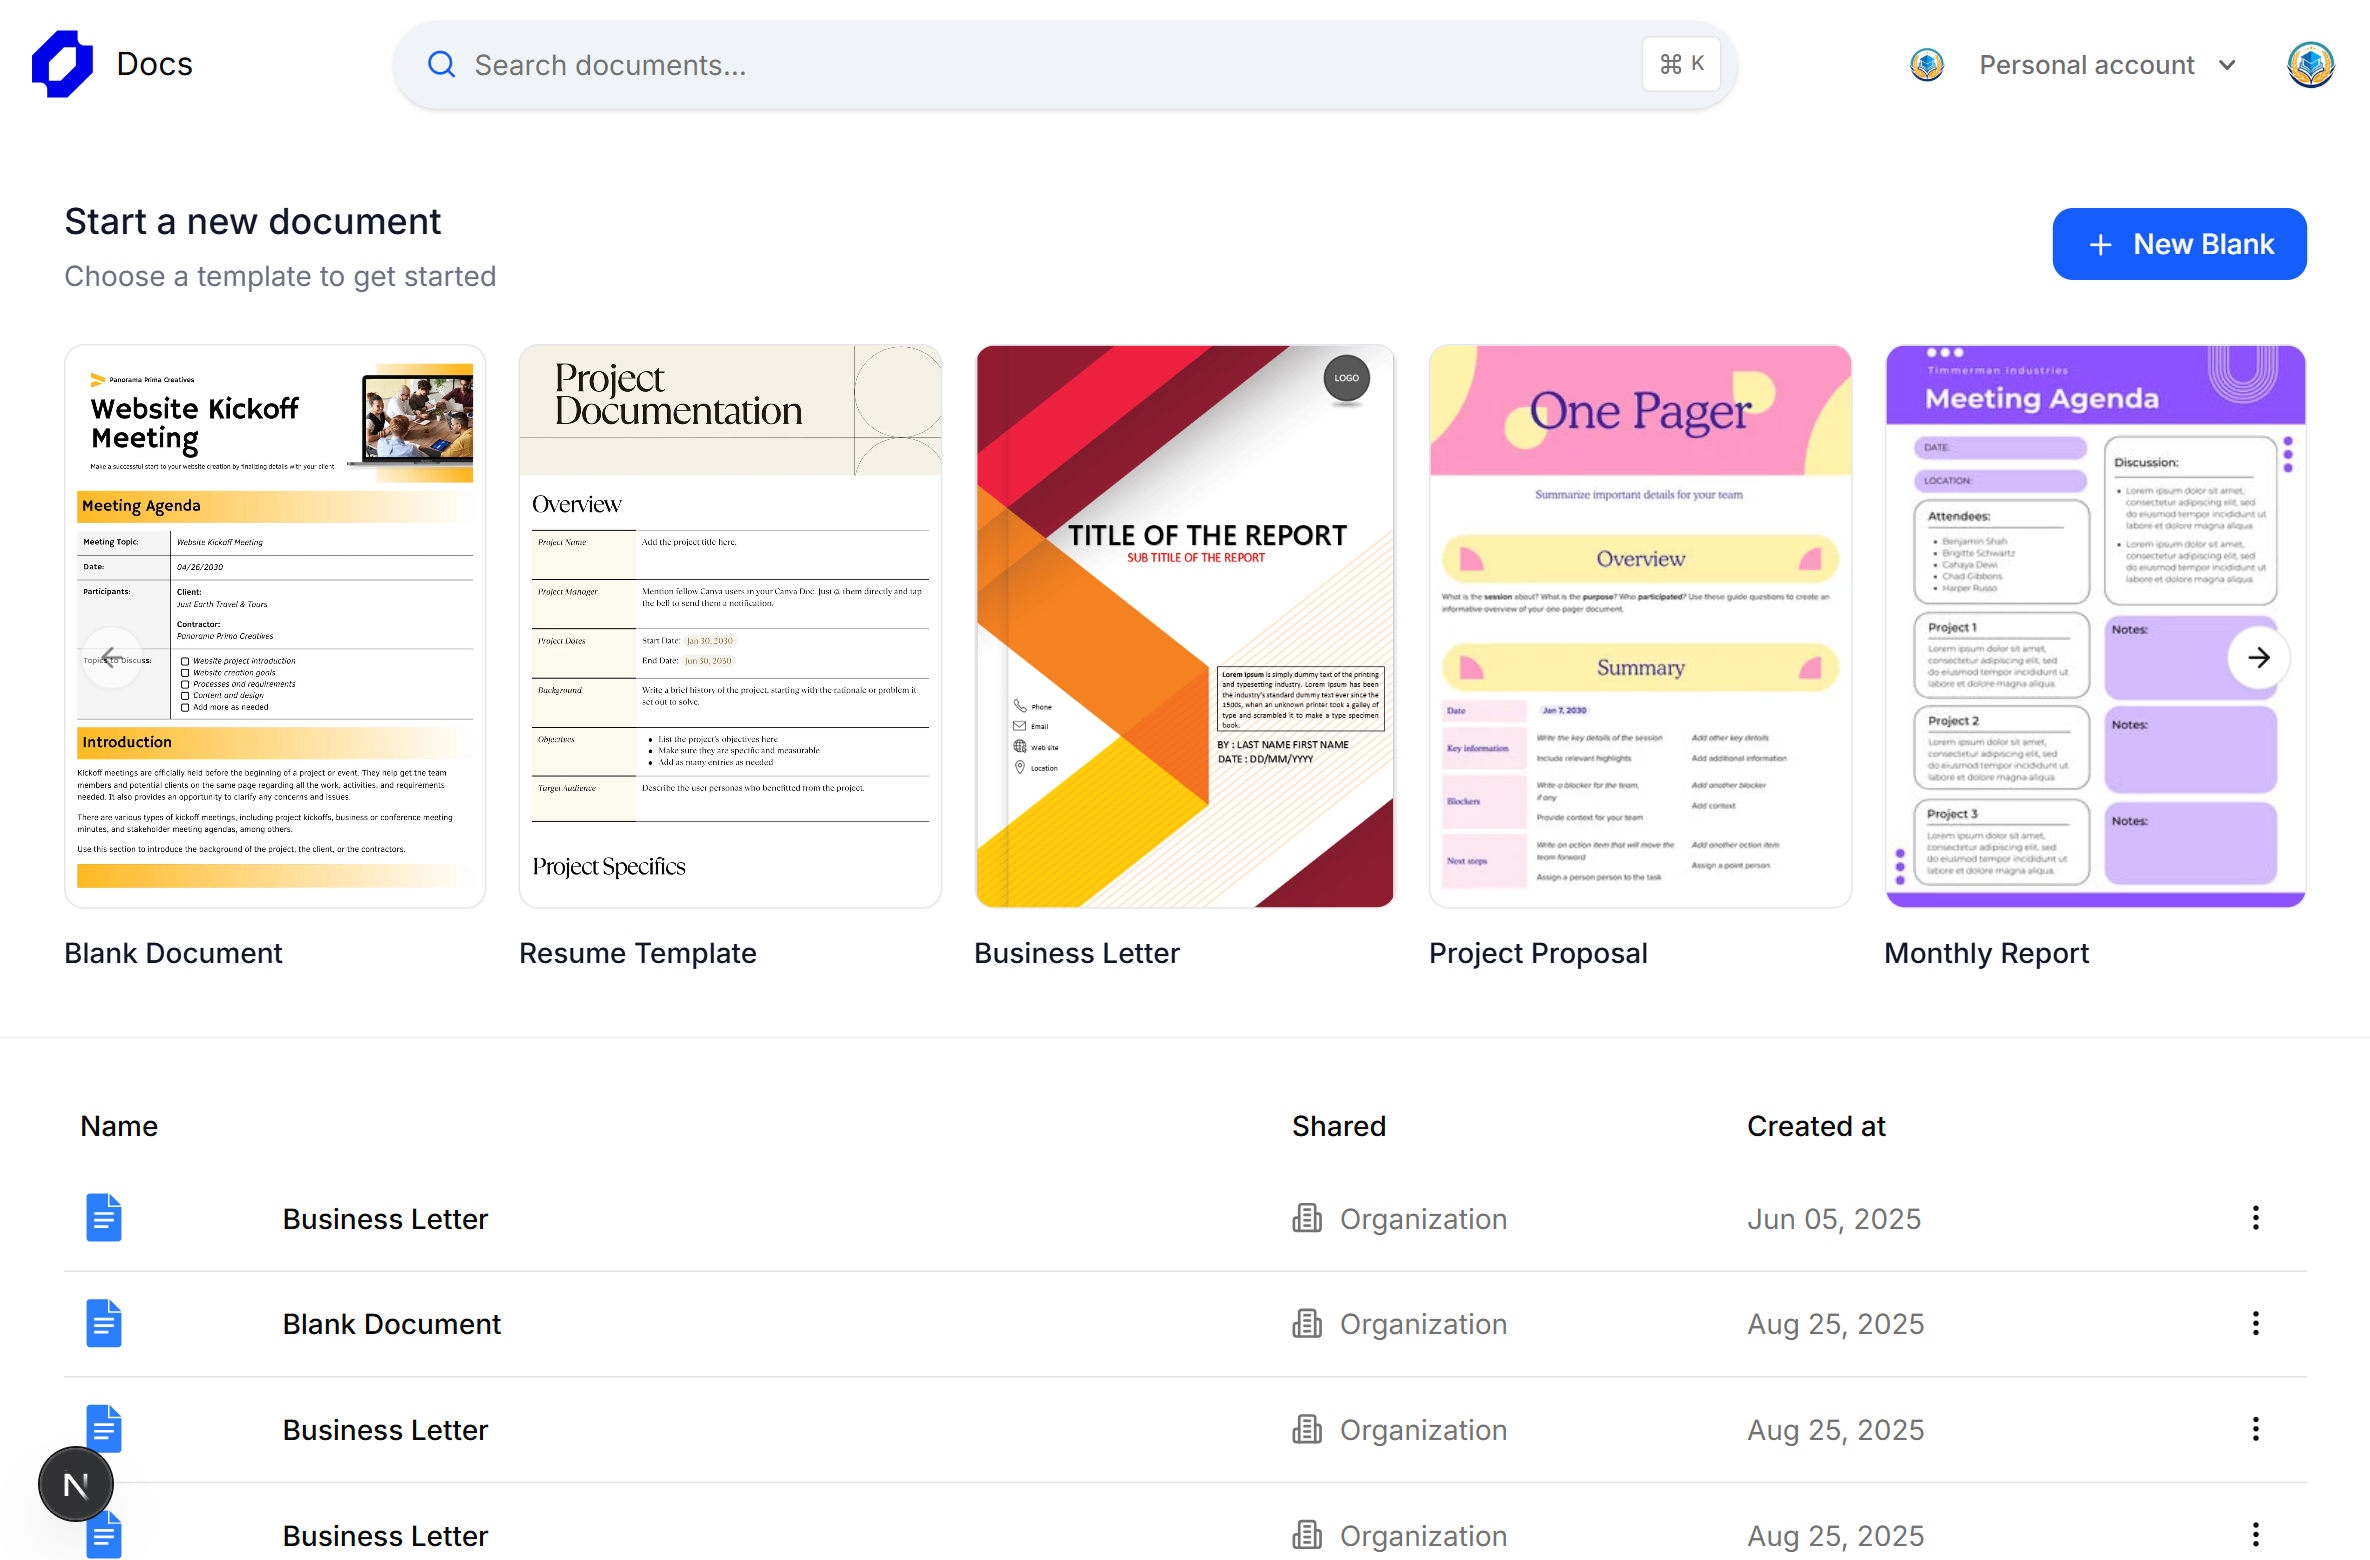 Docs
Search documents...
⌘ K
Personal account
Start a new document
Choose a template to get started
New Blank
Panorama Prima Creatives
Website Kickoff
Meeting
Make a successful start to your website creation by finalizing details with your client
Meeting Agenda
Meeting Topic: Website Kickoff Meeting
Date: 04/26/2030
Participants: Client:
Just Earth Travel & Tours
Contractor:
Panorama Prima Creatives
Topics to Discuss: Website project introduction
Website creation goals
Processes and requirements
Content and design
Add more as needed
Introduction
Kickoff meetings are officially held before the beginning of a project or event. They help get the team
members and potential clients on the same page regarding all the work, activities, and requirements
needed. It also provides an opportunity to clarify any concerns and issues.
There are various types of kickoff meetings, including project kickoffs, business or conference meeting
minutes, and stakeholder meeting agendas, among others.
Use this section to introduce the background of the project, the client, or the contractors.
Blank Document
Project
Documentation
Overview
Project Name Add the project title here.
Project Manager Mention fellow Canva users in your Canva Doc. Just @ them directly and tap
the bell to send them a notification.
Project Dates Start Date: Jan 30, 2030
End Date: Jun 30, 2030
Background Write a brief history of the project, starting with the rationale or problem it
set out to solve.
Objectives • List the project's objectives here
• Make sure they are specific and measurable
• Add as many entries as needed
Target Audience Describe the user personas who benefitted from the project.
Project Specifics
Resume Template
LOGO
TITLE OF THE REPORT
SUB TITILE OF THE REPORT
Phone
Email
Web site
Location
Lorem Ipsum is simply dummy text of the printing
and typesetting industry. Lorem Ipsum has been
the industry's standard dummy text ever since the
1500s, when an unknown printer took a galley of
type and scrambled it to make a type specimen
book.
BY : LAST NAME FIRST NAME
DATE : DD/MM/YYYY
Business Letter
One Pager
Summarize important details for your team
Overview
What is the session about? What is the purpose? Who participated? Use these guide questions to create an
informative overview of your one-pager document.
Summary
Date Jan 7, 2030
Key information Write the key details of the session Add other key details
Include relevant highlights Add additional information
Blockers Write a blocker for the team, Add another blocker
if any
Add context
Provide context for your team
Next steps Write an action item that will move the Add another action item
team forward
Assign a point person
Assign a person person to the task
Project Proposal
Timmerman Industries
Meeting Agenda
DATE:
LOCATION:
Attendees:
• Benjamin Shah
• Brigitte Schwartz
• Cahaya Dewi
• Chad Gibbons
• Harper Russo
Discussion:
• Lorem ipsum dolor sit amet,
consectetur adipiscing elit, sed
do eiusmod tempor incididunt ut
labore et dolore magna aliqua
• Lorem ipsum dolor sit amet,
consectetur adipiscing elit, sed
do eiusmod tempor incididunt ut
labore et dolore magna aliqua
Project 1
Lorem ipsum dolor sit amet,
consectetur adipiscing elit, sed
do eiusmod tempor incididunt ut
labore et dolore magna aliqua.
Notes:
Project 2
Lorem ipsum dolor sit amet,
consectetur adipiscing elit, sed
do eiusmod tempor incididunt ut
labore et dolore magna aliqua.
Notes:
Project 3
Lorem ipsum dolor sit amet,
consectetur adipiscing elit, sed
do eiusmod tempor incididunt ut
labore et dolore magna aliqua.
Notes:
Monthly Report
Name Shared Created at
Business Letter Organization Jun 05, 2025
Blank Document Organization Aug 25, 2025
Business Letter Organization Aug 25, 2025
N
Business Letter Organization Aug 25, 2025